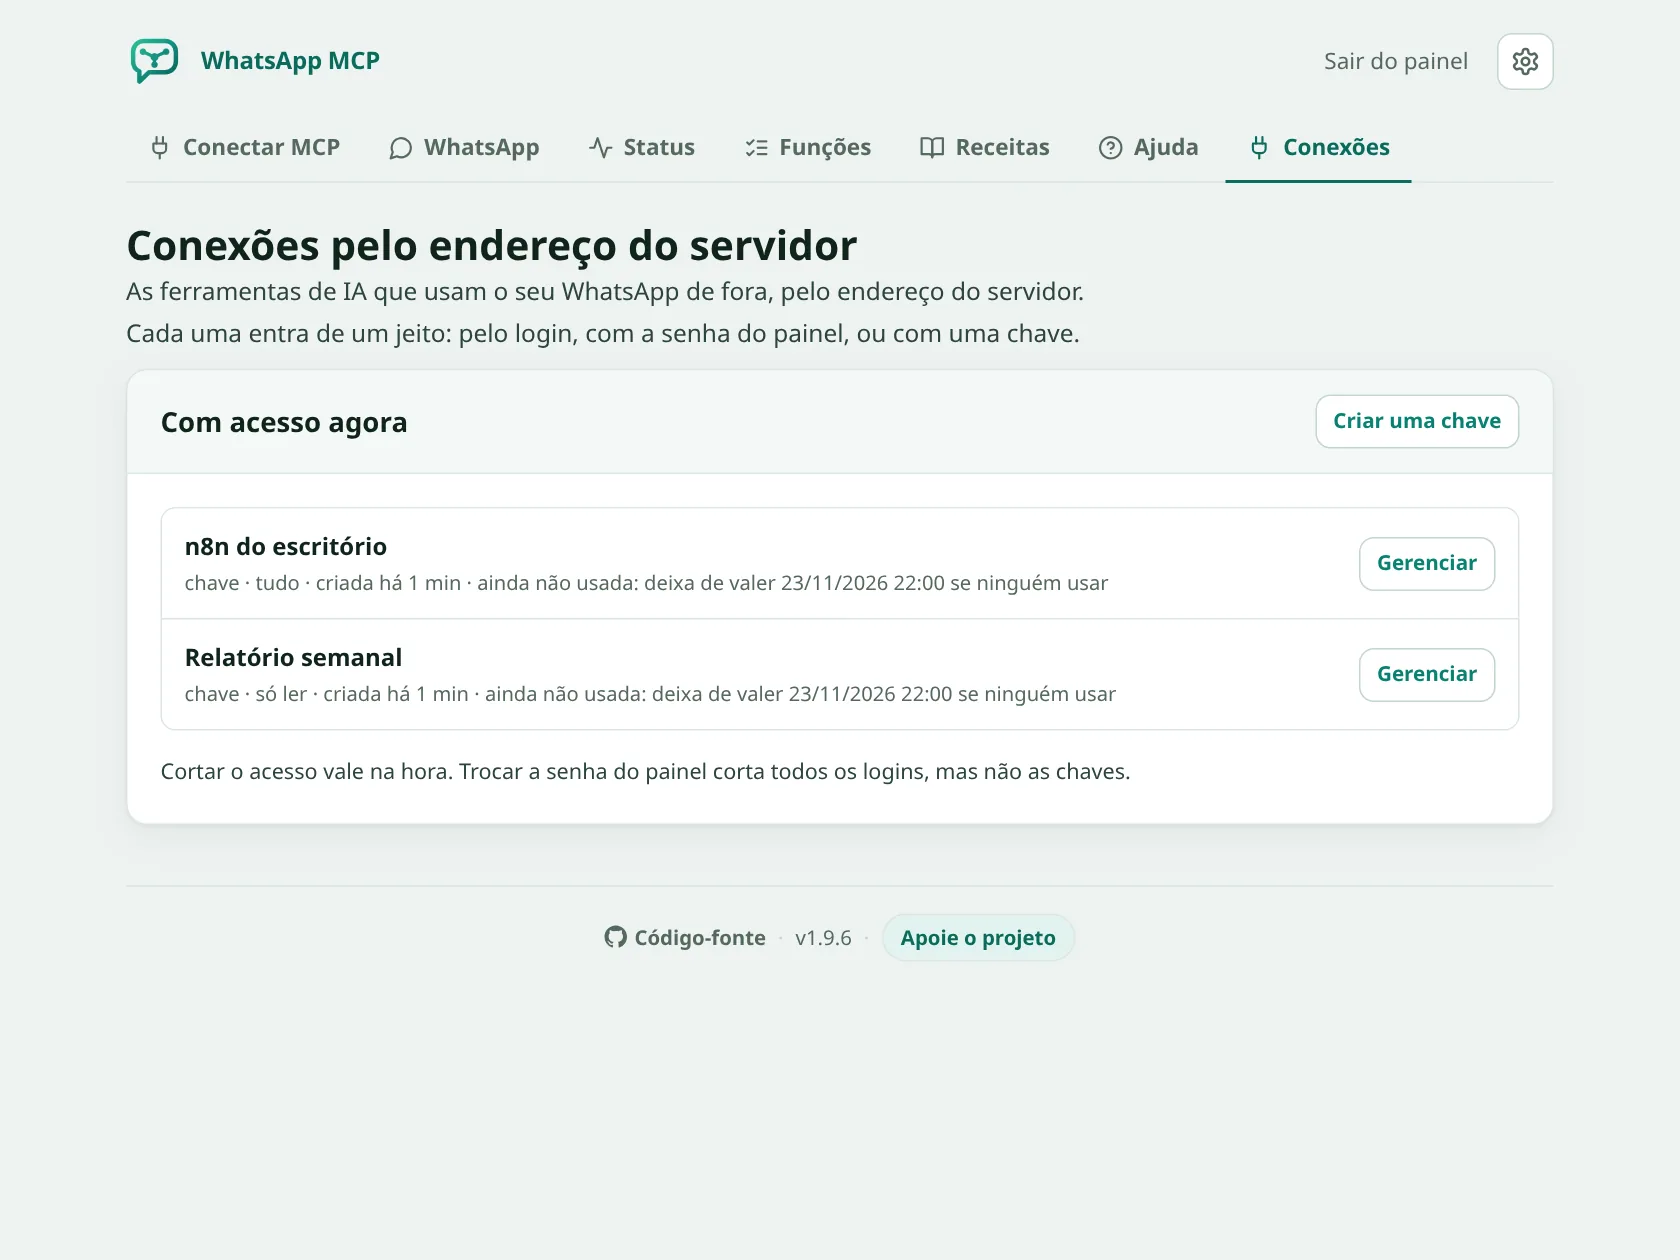 WhatsApp MCP
Sair do painel
Conectar MCP
WhatsApp
Status
Funções
Receitas
Ajuda
Conexões
Conexões pelo endereço do servidor
As ferramentas de IA que usam o seu WhatsApp de fora, pelo endereço do servidor.
Cada uma entra de um jeito: pelo login, com a senha do painel, ou com uma chave.
Com acesso agora
Criar uma chave
n8n do escritório
chave · tudo · criada há 1 min · ainda não usada: deixa de valer 23/11/2026 22:00 se ninguém usar
Gerenciar
Relatório semanal
chave · só ler · criada há 1 min · ainda não usada: deixa de valer 23/11/2026 22:00 se ninguém usar
Gerenciar
Cortar o acesso vale na hora. Trocar a senha do painel corta todos os logins, mas não as chaves.
Código-fonte · v1.9.6 · Apoie o projeto